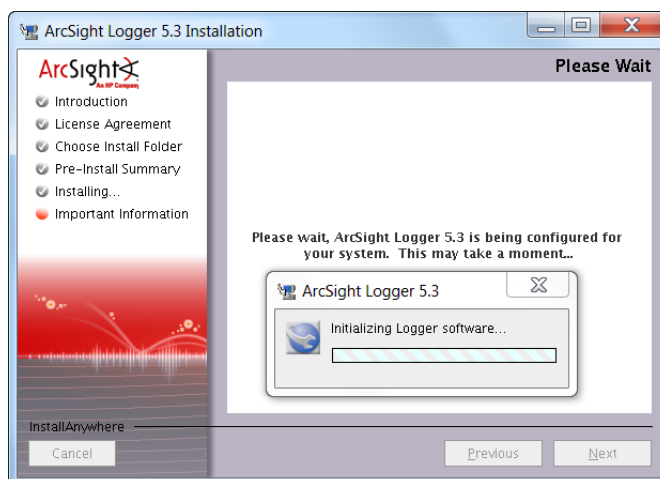 ArcSight Logger 5.3 Installation
ArcSight
An HP Company
Please Wait
Introduction
License Agreement
Choose Install Folder
Pre-Install Summary
Installing...
Important Information
Please wait, ArcSight Logger 5.3 is being configured for
your system. This may take a moment...
ArcSight Logger 5.3
Initializing Logger software...
InstallAnywhere
Cancel
Previous
Next